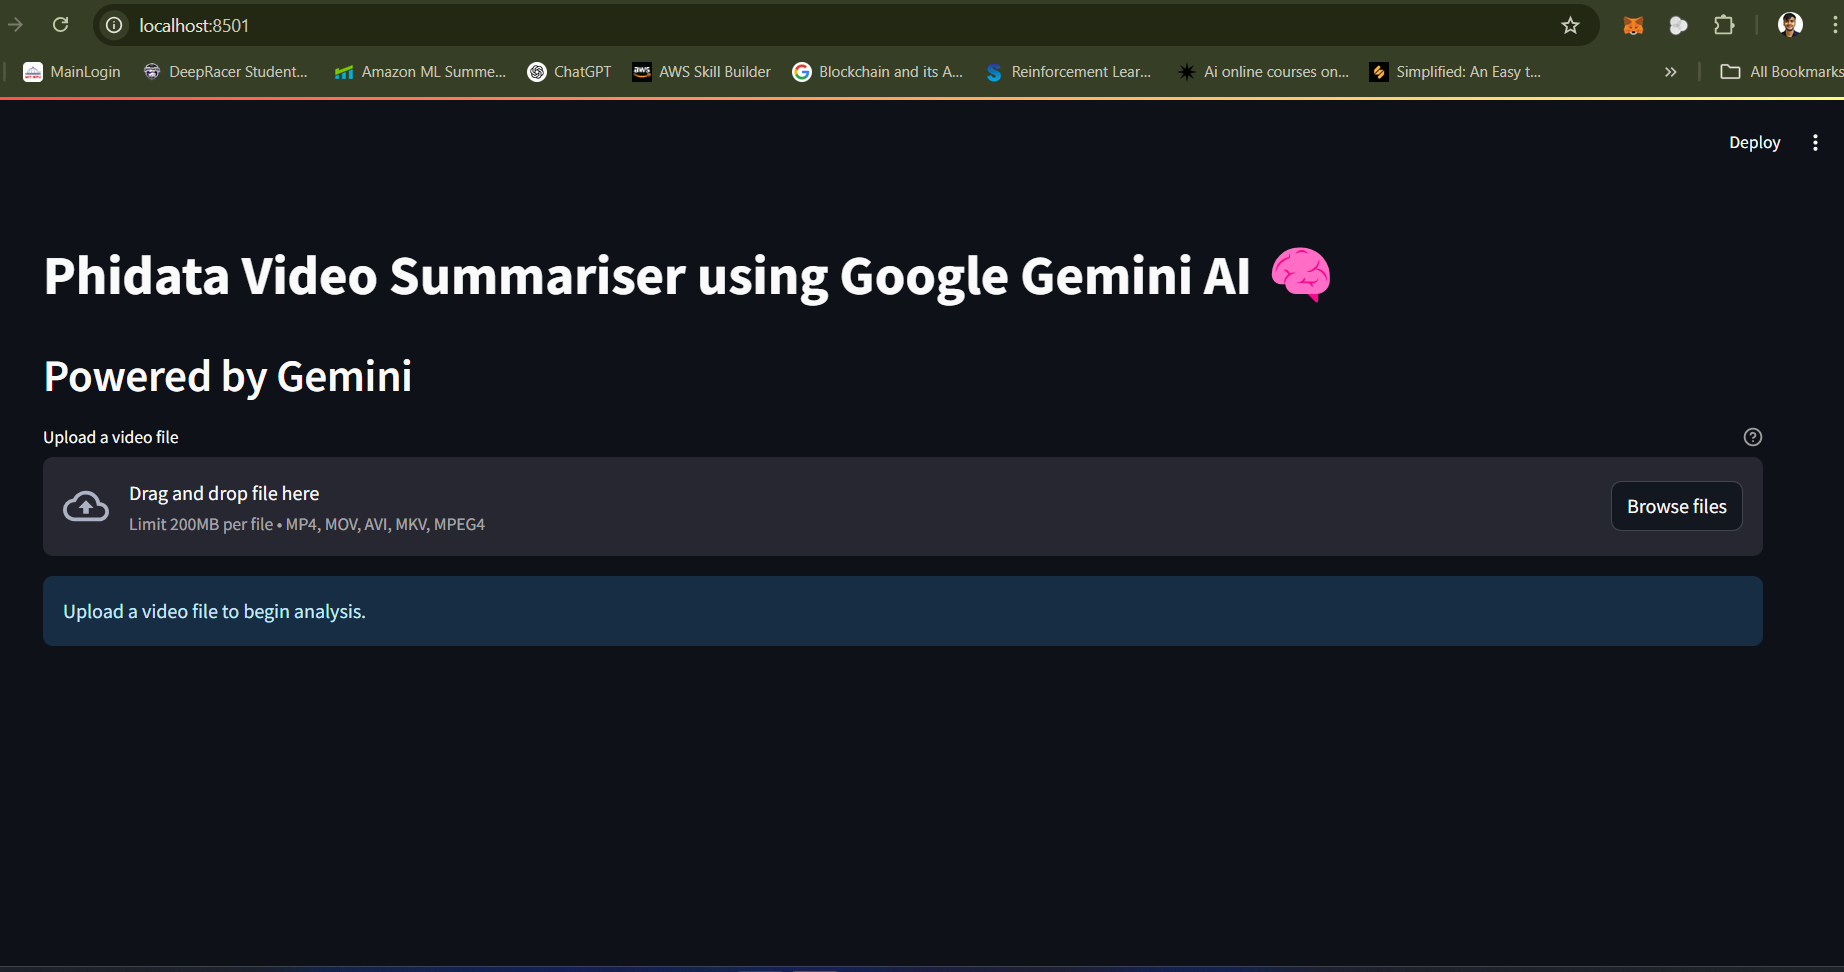 localhost:8501
MainLogin DeepRacer Student... Amazon ML Summe... ChatGPT aws AWS Skill Builder Blockchain and its A... Reinforcement Lear... Ai online courses on... Simplified: An Easy t... » All Bookmarks
Deploy
Phidata Video Summariser using Google Gemini AI
Powered by Gemini
Upload a video file
Drag and drop file here
Limit 200MB per file • MP4, MOV, AVI, MKV, MPEG4
Browse files
Upload a video file to begin analysis.